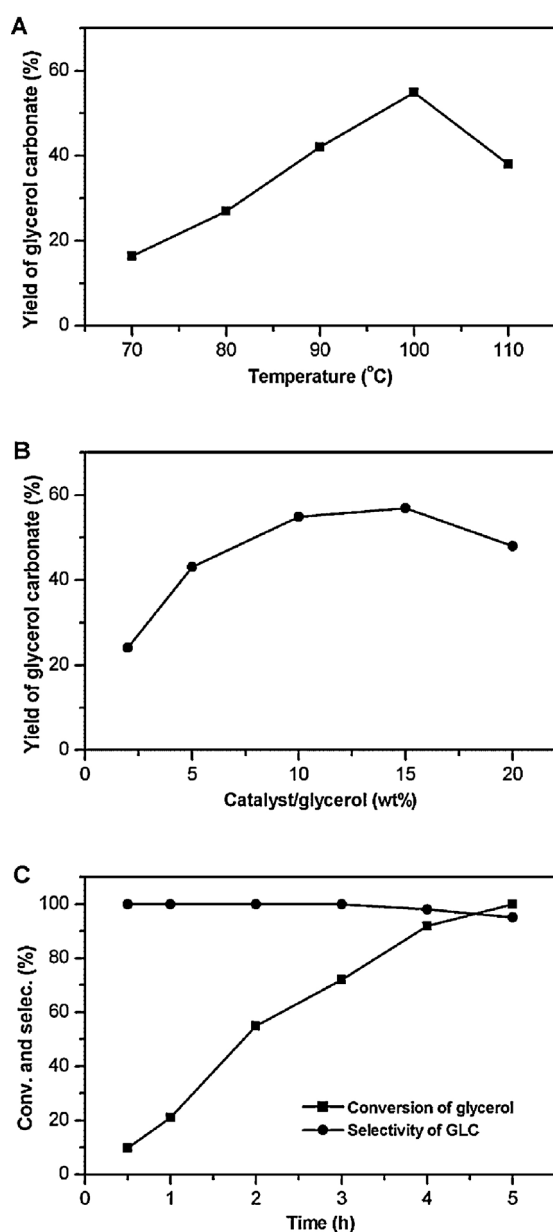 A
Yield of glycerol carbonate (%)
60
40
20
0
70 80 90 100 110
Temperature (°C)
B
Yield of glycerol carbonate (%)
60
40
20
0
0 5 10 15 20
Catalyst/glycerol (wt%)
C
Conv. and selec. (%)
100
80
60
40
20
0
Conversion of glycerol
Selectivity of GLC
0 1 2 3 4 5
Time (h)